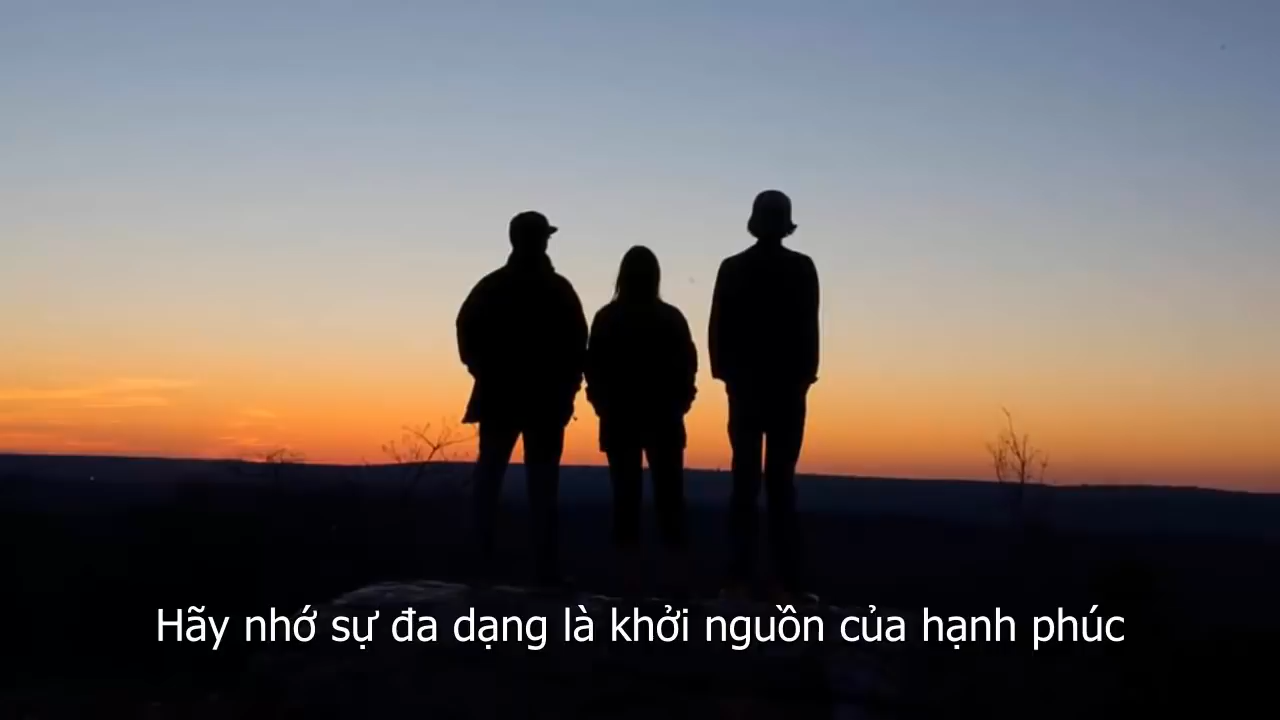 Hãy nhớ sự đa dạng là khởi nguồn của hạnh phúc